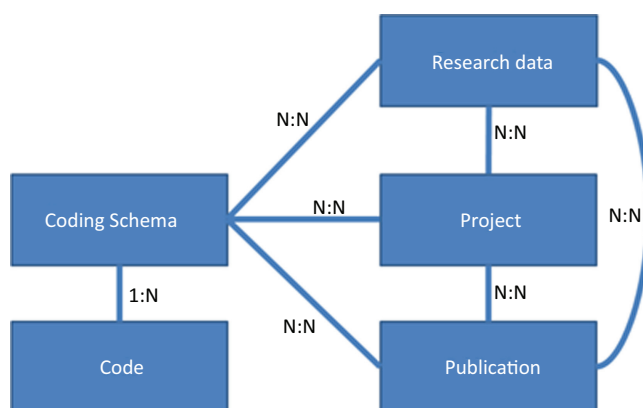 Research data
N:N
N:N
Coding Schema
N:N
Project
N:N
1:N
N:N
N:N
Code
Publication